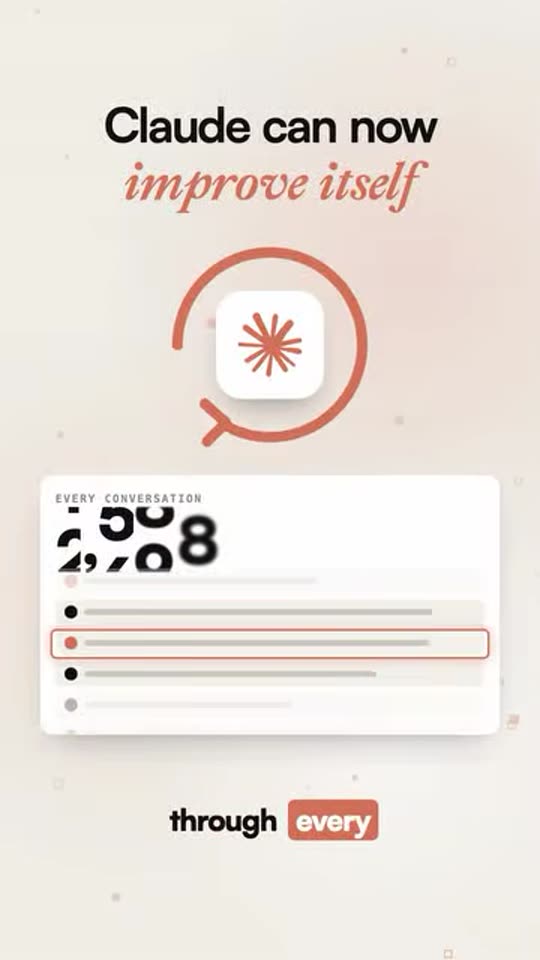 Claude can now
improve itself
EVERY CONVERSATION
through every